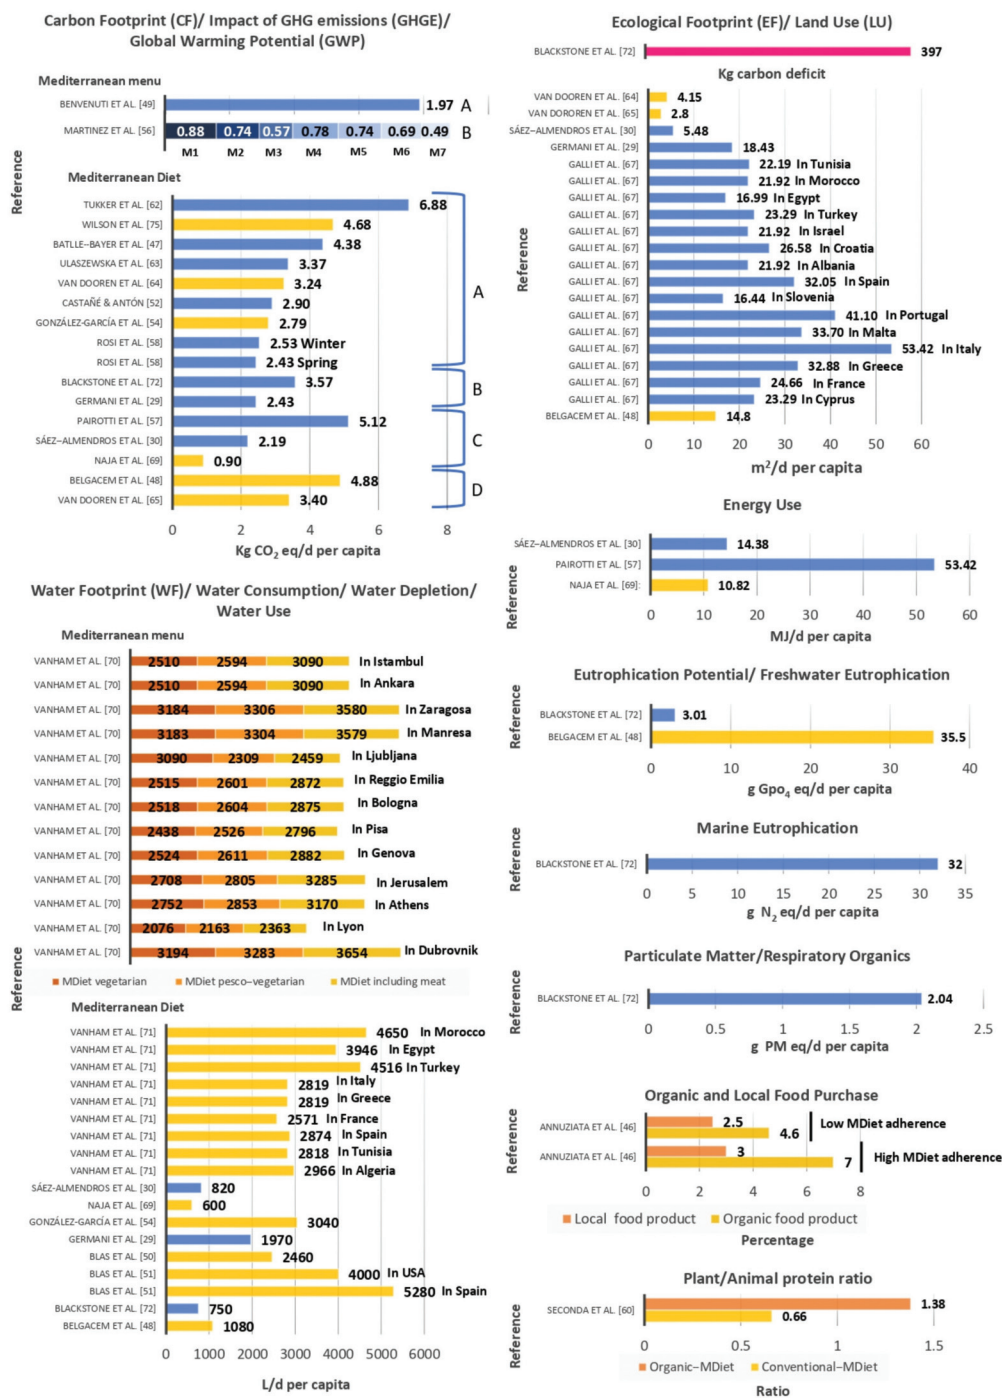 Carbon Footprint (CF)/ Impact of GHG emissions (GHGE)/
Global Warming Potential (GWP)
Mediterranean menu
BENVENUTI ET AL. [49] 1.97 A
MARTINEZ ET AL. [56] 0.88 0.74 0.57 0.78 0.74 0.69 0.49 B
M1 M2 M3 M4 M5 M6 M7
Reference
Mediterranean Diet
TUKKER ET AL. [62] 6.88
WILSON ET AL. [75] 4.68
BATLLE–BAYER ET AL. [47] 4.38
ULASZEWSKA ET AL. [63] 3.37
VAN DOOREN ET AL. [64] 3.24
CASTAÑÉ & ANTÓN [52] 2.90
GONZÁLEZ-GARCÍA ET AL. [54] 2.79
ROSI ET AL. [58] 2.53 Winter
ROSI ET AL. [58] 2.43 Spring
A
BLACKSTONE ET AL. [72] 3.57
GERMANI ET AL. [29] 2.43
B
PAIROTTI ET AL. [57] 5.12
SÁEZ–ALMENDROS ET AL. [30] 2.19
NAJA ET AL. [69] 0.90
C
BELGACEM ET AL. [48] 4.88
VAN DOOREN ET AL. [65] 3.40
D
0 2 4 6 8
Kg CO2 eq/d per capita
Water Footprint (WF)/ Water Consumption/ Water Depletion/
Water Use
Mediterranean menu
VANHAM ET AL. [70] 2510 2594 3090 In Istambul
VANHAM ET AL. [70] 2510 2594 3090 In Ankara
VANHAM ET AL. [70] 3184 3306 3580 In Zaragosa
VANHAM ET AL. [70] 3183 3304 3579 In Manresa
VANHAM ET AL. [70] 3090 2309 2459 In Ljubljana
VANHAM ET AL. [70] 2515 2601 2872 In Reggio Emilia
VANHAM ET AL. [70] 2518 2604 2875 In Bologna
VANHAM ET AL. [70] 2438 2526 2796 In Pisa
VANHAM ET AL. [70] 2524 2611 2882 In Genova
VANHAM ET AL. [70] 2708 2805 3285 In Jerusalem
VANHAM ET AL. [70] 2752 2853 3170 In Athens
VANHAM ET AL. [70] 2076 2163 2363 In Lyon
VANHAM ET AL. [70] 3194 3283 3654 In Dubrovnik
Reference
MDiet vegetarian MDiet pesco–vegetarian MDiet including meat
Mediterranean Diet
VANHAM ET AL. [71] 4650 In Morocco
VANHAM ET AL. [71] 3946 In Egypt
VANHAM ET AL. [71] 4516 In Turkey
VANHAM ET AL. [71] 2819 In Italy
VANHAM ET AL. [71] 2819 In Greece
VANHAM ET AL. [71] 2571 In France
VANHAM ET AL. [71] 2874 In Spain
VANHAM ET AL. [71] 2818 In Tunisia
VANHAM ET AL. [71] 2966 In Algeria
SÁEZ-ALMENDROS ET AL. [30] 820
NAJA ET AL. [69] 600
GONZÁLEZ-GARCÍA ET AL. [54] 3040
GERMANI ET AL. [29] 1970
BLAS ET AL. [50] 2460
BLAS ET AL. [51] 4000 In USA
BLAS ET AL. [51] 5280 In Spain
BLACKSTONE ET AL. [72] 750
BELGACEM ET AL. [48] 1080
0 1000 2000 3000 4000 5000 6000
L/d per capita
Ecological Footprint (EF)/ Land Use (LU)
BLACKSTONE ET AL. [72] 397
Kg carbon deficit
VAN DOOREN ET AL. [64] 4.15
VAN DOROREN ET AL. [65] 2.8
SÁEZ–ALMENDROS ET AL. [30] 5.48
GERMANI ET AL. [29] 18.43
GALLI ET AL. [67] 22.19 In Tunisia
GALLI ET AL. [67] 21.92 In Morocco
GALLI ET AL. [67] 16.99 In Egypt
GALLI ET AL. [67] 23.29 In Turkey
GALLI ET AL. [67] 21.92 In Israel
GALLI ET AL. [67] 26.58 In Croatia
GALLI ET AL. [67] 21.92 In Albania
GALLI ET AL. [67] 32.05 In Spain
GALLI ET AL. [67] 16.44 In Slovenia
GALLI ET AL. [67] 41.10 In Portugal
GALLI ET AL. [67] 33.70 In Malta
GALLI ET AL. [67] 53.42 In Italy
GALLI ET AL. [67] 32.88 In Greece
GALLI ET AL. [67] 24.66 In France
GALLI ET AL. [67] 23.29 In Cyprus
BELGACEM ET AL. [48] 14.8
Reference
0 10 20 30 40 50 60
m2/d per capita
Energy Use
SÁEZ–ALMENDROS ET AL. [30] 14.38
PAIROTTI ET AL. [57] 53.42
NAJA ET AL. [69]: 10.82
Reference
0 10 20 30 40 50 60
MJ/d per capita
Eutrophication Potential/ Freshwater Eutrophication
BLACKSTONE ET AL. [72] 3.01
BELGACEM ET AL. [48] 35.5
Reference
0 10 20 30 40
g Gpo4 eq/d per capita
Marine Eutrophication
BLACKSTONE ET AL. [72] 32
Reference
0 5 10 15 20 25 30 35
g N2 eq/d per capita
Particulate Matter/Respiratory Organics
BLACKSTONE ET AL. [72] 2.04
Reference
0 0.5 1 1.5 2 2.5
g PM eq/d per capita
Organic and Local Food Purchase
ANNUZIATA ET AL. [46] 2.5 4.6 Low MDiet adherence
ANNUZIATA ET AL. [46] 3 7 High MDiet adherence
Reference
0 2 4 6 8
Local food product Organic food product
Percentage
Plant/Animal protein ratio
SECONDA ET AL. [60] 1.38 0.66
Reference
0 0.5 1 1.5
Organic–MDiet Conventional–MDiet
Ratio